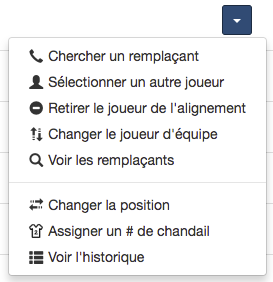 Chercher un remplaçant
Sélectionner un autre joueur
Retirer le joueur de l'alignement
Changer le joueur d'équipe
Voir les remplaçants
Changer la position
Assigner un # de chandail
Voir l'historique